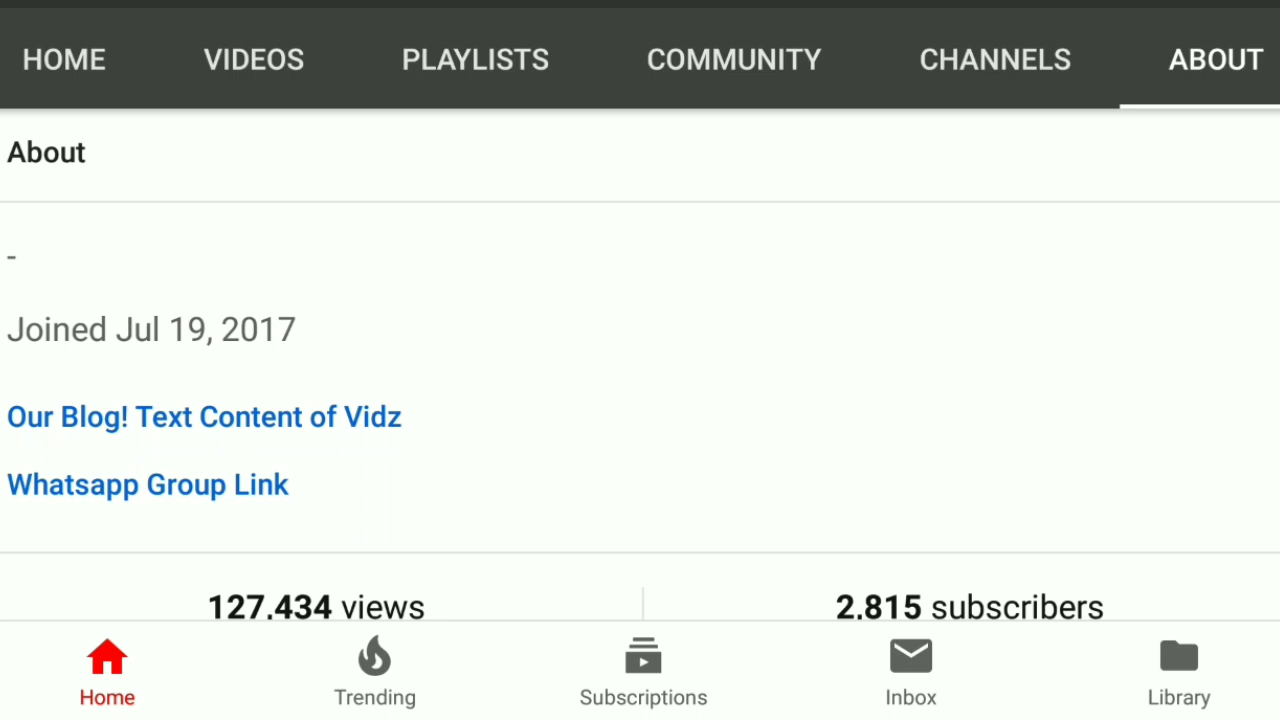 HOME VIDEOS PLAYLISTS COMMUNITY CHANNELS ABOUT
About
-
Joined Jul 19, 2017
Our Blog! Text Content of Vidz
Whatsapp Group Link
127,434 views 2,815 subscribers
Home Trending Subscriptions Inbox Library